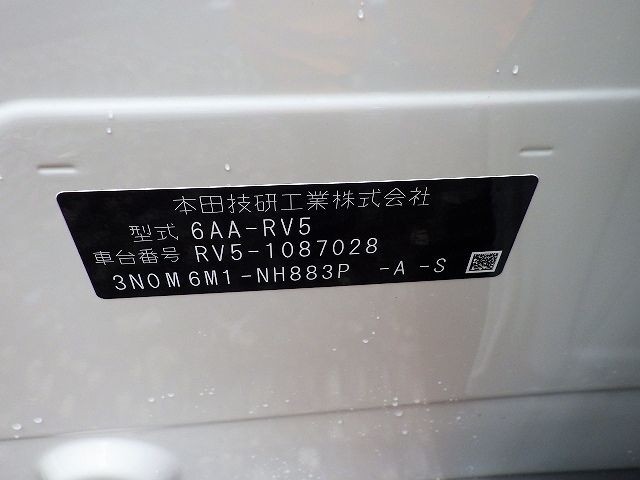 本田技研工業株式会社
型式 6AA-RV5
車台番号 RV5-1087028
3N0M6M1-NH883P -A -S